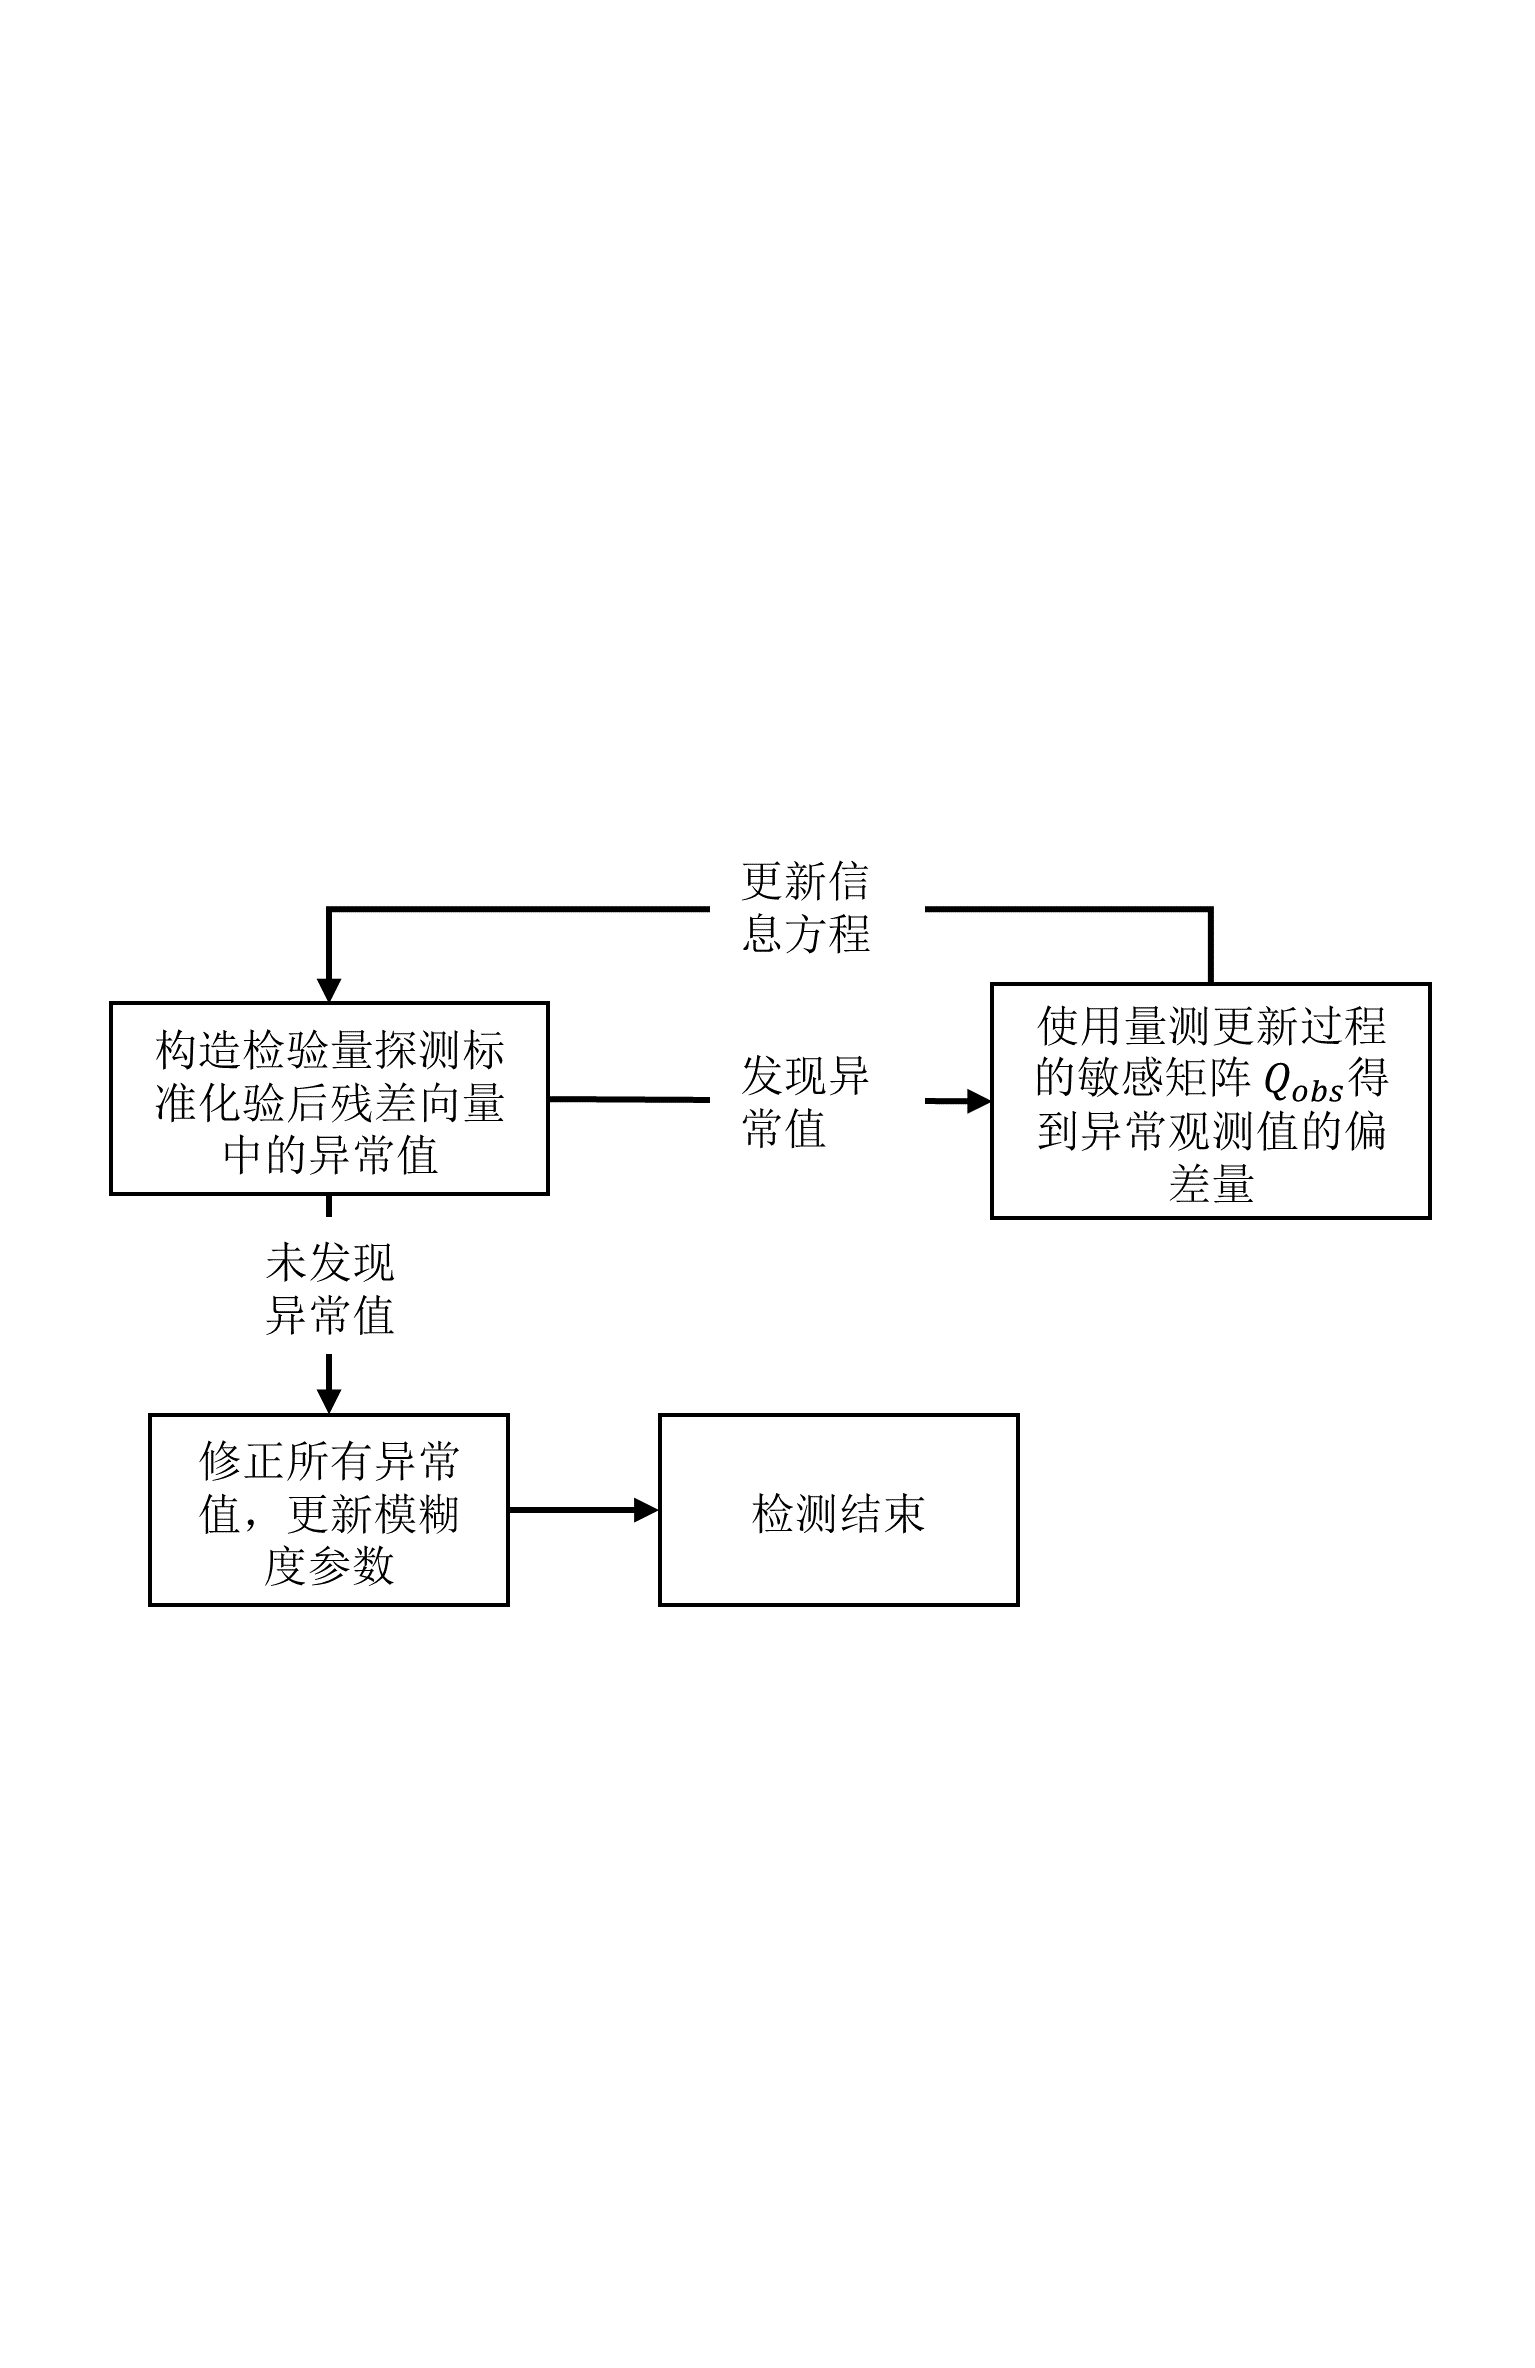 更新信
息方程
构造检验量探测标
准化验后残差向量
中的异常值
发现异
常值
使用量测更新过程
的敏感矩阵 Q_obs得
到异常观测值的偏
差量
未发现
异常值
修正所有异常
值，更新模糊
度参数
检测结束